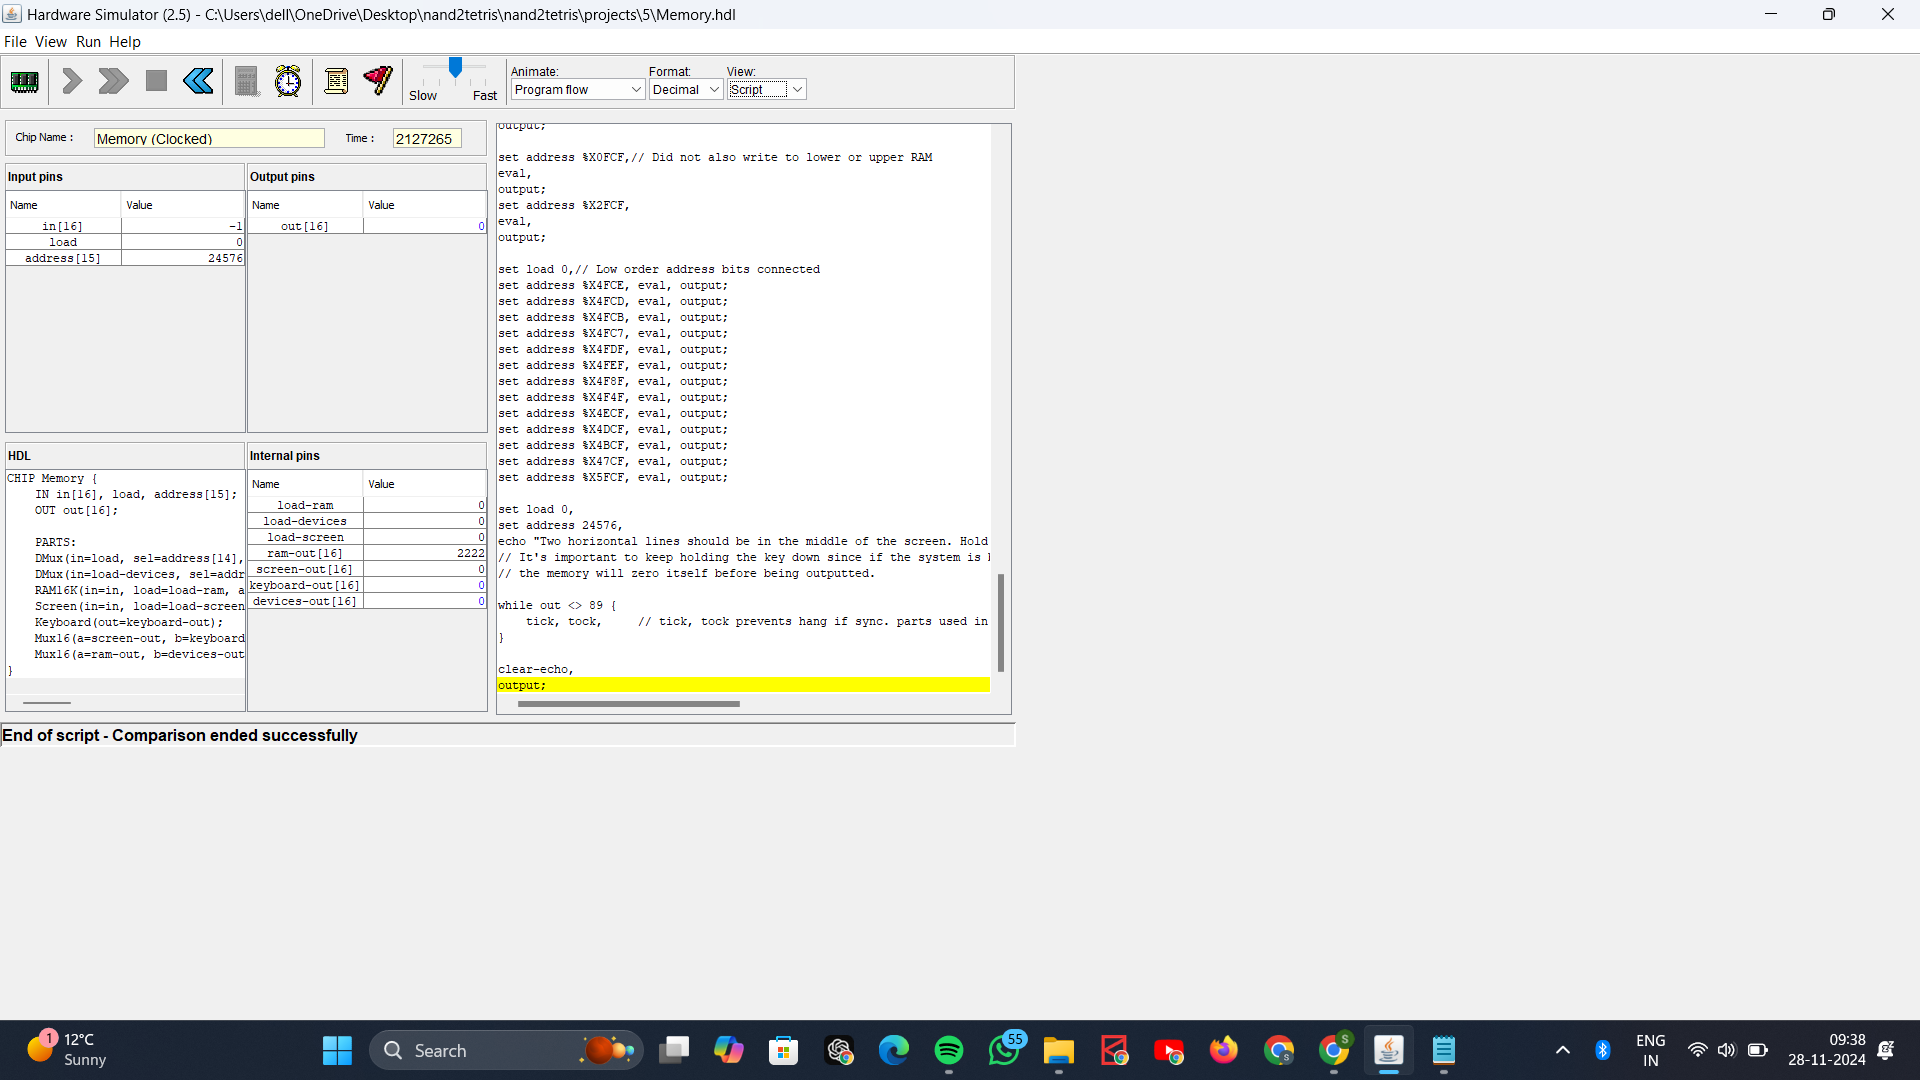 Hardware Simulator (2.5) - C:\Users\dell\OneDrive\Desktop\nand2tetris\nand2tetris\projects\5\Memory.hdl
File View Run Help
Slow Fast
Animate:
Program flow
Format:
Decimal
View:
Script
Chip Name :
Memory (Clocked)
Time :
2127265
Input pins
Name Value
in[16] -1
load 0
address[15] 24576
Output pins
Name Value
out[16] 0
HDL
CHIP Memory {
IN in[16], load, address[15];
OUT out[16];
PARTS:
DMux(in=load, sel=address[14],
DMux(in=load-devices, sel=addr
RAM16K(in=in, load=load-ram, a
Screen(in=in, load=load-screen
Keyboard(out=keyboard-out);
Mux16(a=screen-out, b=keyboard
Mux16(a=ram-out, b=devices-out
}
Internal pins
Name Value
load-ram 0
load-devices 0
load-screen 0
ram-out[16] 2222
screen-out[16] 0
keyboard-out[16] 0
devices-out[16] 0
output;
set address %X0FCF,// Did not also write to lower or upper RAM
eval,
output;
set address %X2FCF,
eval,
output;
set load 0,// Low order address bits connected
set address %X4FCE, eval, output;
set address %X4FCD, eval, output;
set address %X4FCB, eval, output;
set address %X4FC7, eval, output;
set address %X4FDF, eval, output;
set address %X4FEF, eval, output;
set address %X4F8F, eval, output;
set address %X4F4F, eval, output;
set address %X4ECF, eval, output;
set address %X4DCF, eval, output;
set address %X4BCF, eval, output;
set address %X47CF, eval, output;
set address %X5FCF, eval, output;
set load 0,
set address 24576,
echo "Two horizontal lines should be in the middle of the screen. Hold
// It's important to keep holding the key down since if the system is
// the memory will zero itself before being outputted.
while out <> 89 {
tick, tock, // tick, tock prevents hang if sync. parts used in
}
clear-echo,
output;
End of script - Comparison ended successfully
1
12°C
Sunny
Search
55
S
S
ENG
IN
09:38
28-11-2024